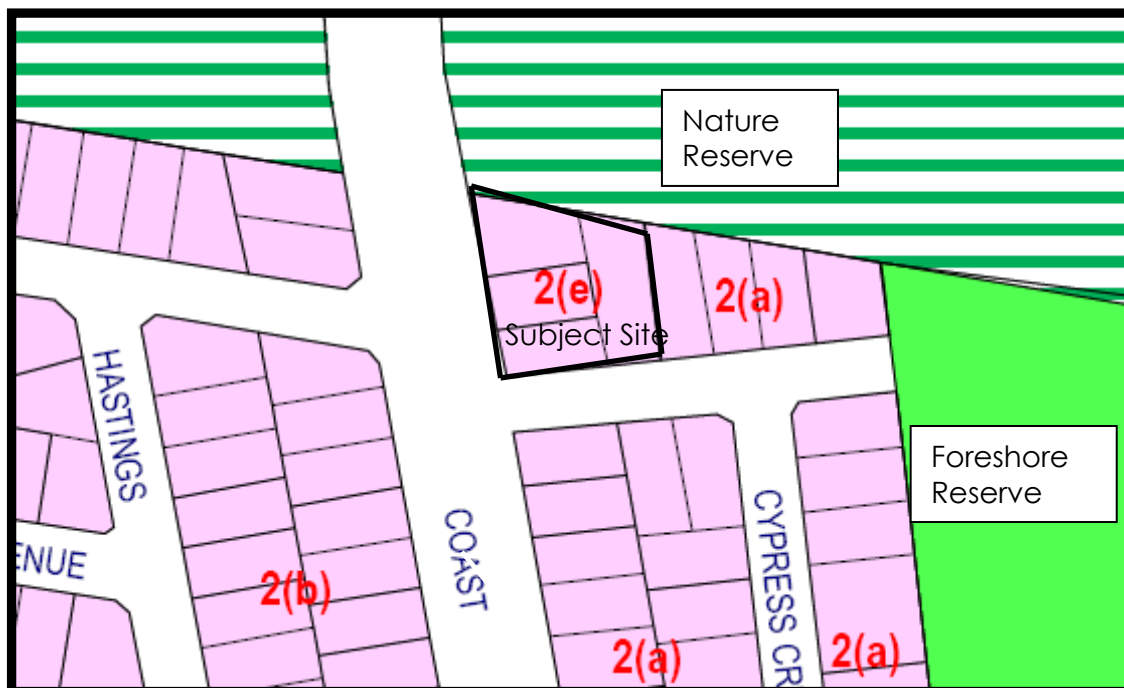 Nature
Reserve
2(e)
2(a)
Subject Site
HASTINGS
Foreshore
Reserve
COAST
CYPRESS CR
ENUE
2(b)
2(a)
2(a)